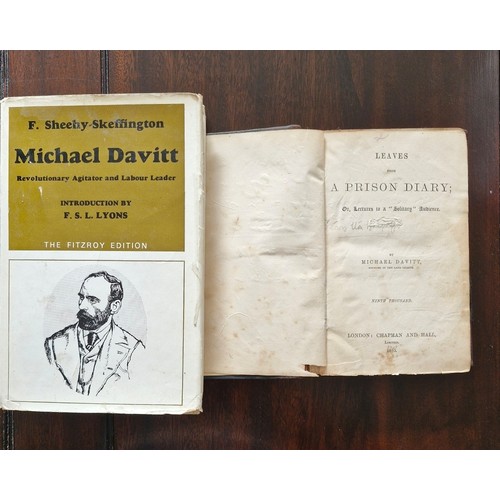 F. Sheehy-Skeffington
Michael Davitt
Revolutionary Agitator and Labour Leader
INTRODUCTION BY
F. S. L. LYONS
THE FITZROY EDITION
LEAVES
FROM
A PRISON DIARY;
Or, Lectures to a "Solitary" Audience.
BY
MICHAEL DAVITT,
LONDON: CHAPMAN AND HALL,
LIMITED.